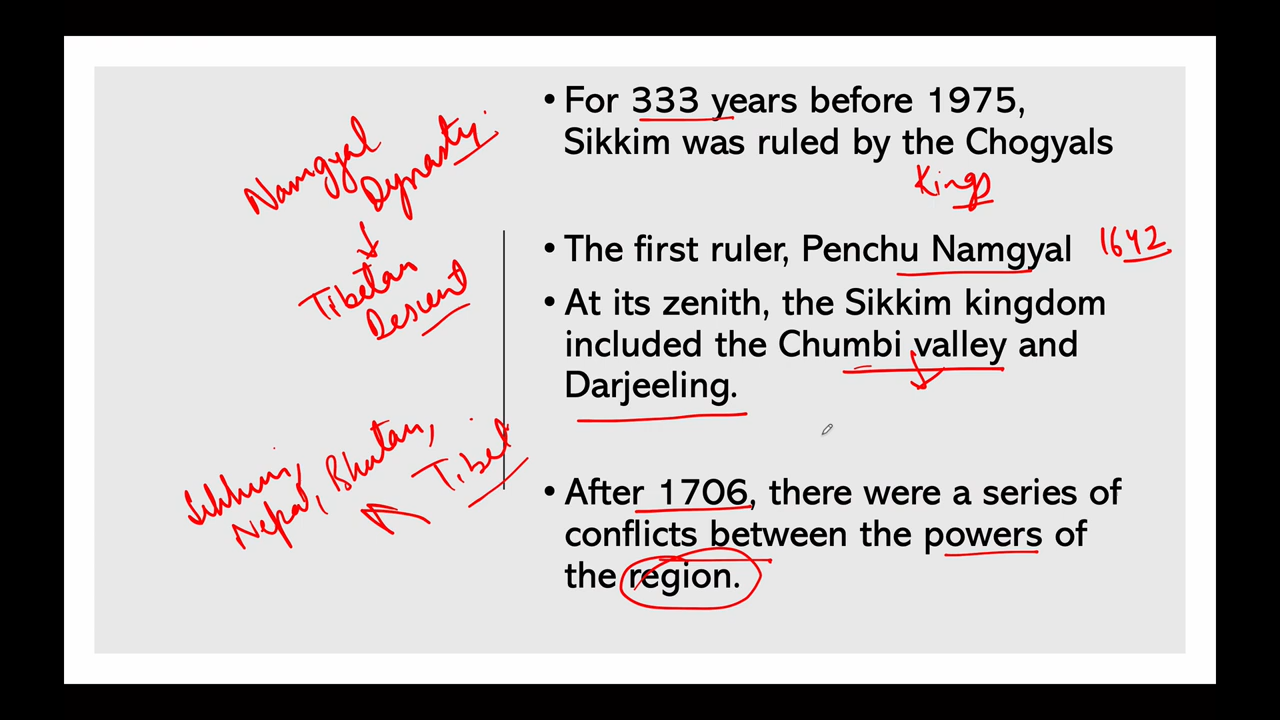 • For 333 years before 1975,
Sikkim was ruled by the Chogyals
Kings
• The first ruler, Penchu Namgyal 1642
• At its zenith, the Sikkim kingdom
included the Chumbi valley and
Darjeeling.
• After 1706, there were a series of
conflicts between the powers of
the region.
Namgyal
Dynasty.
Tibetan
Descent
Sikkim,
Nepal, Bhutan,
Tibet